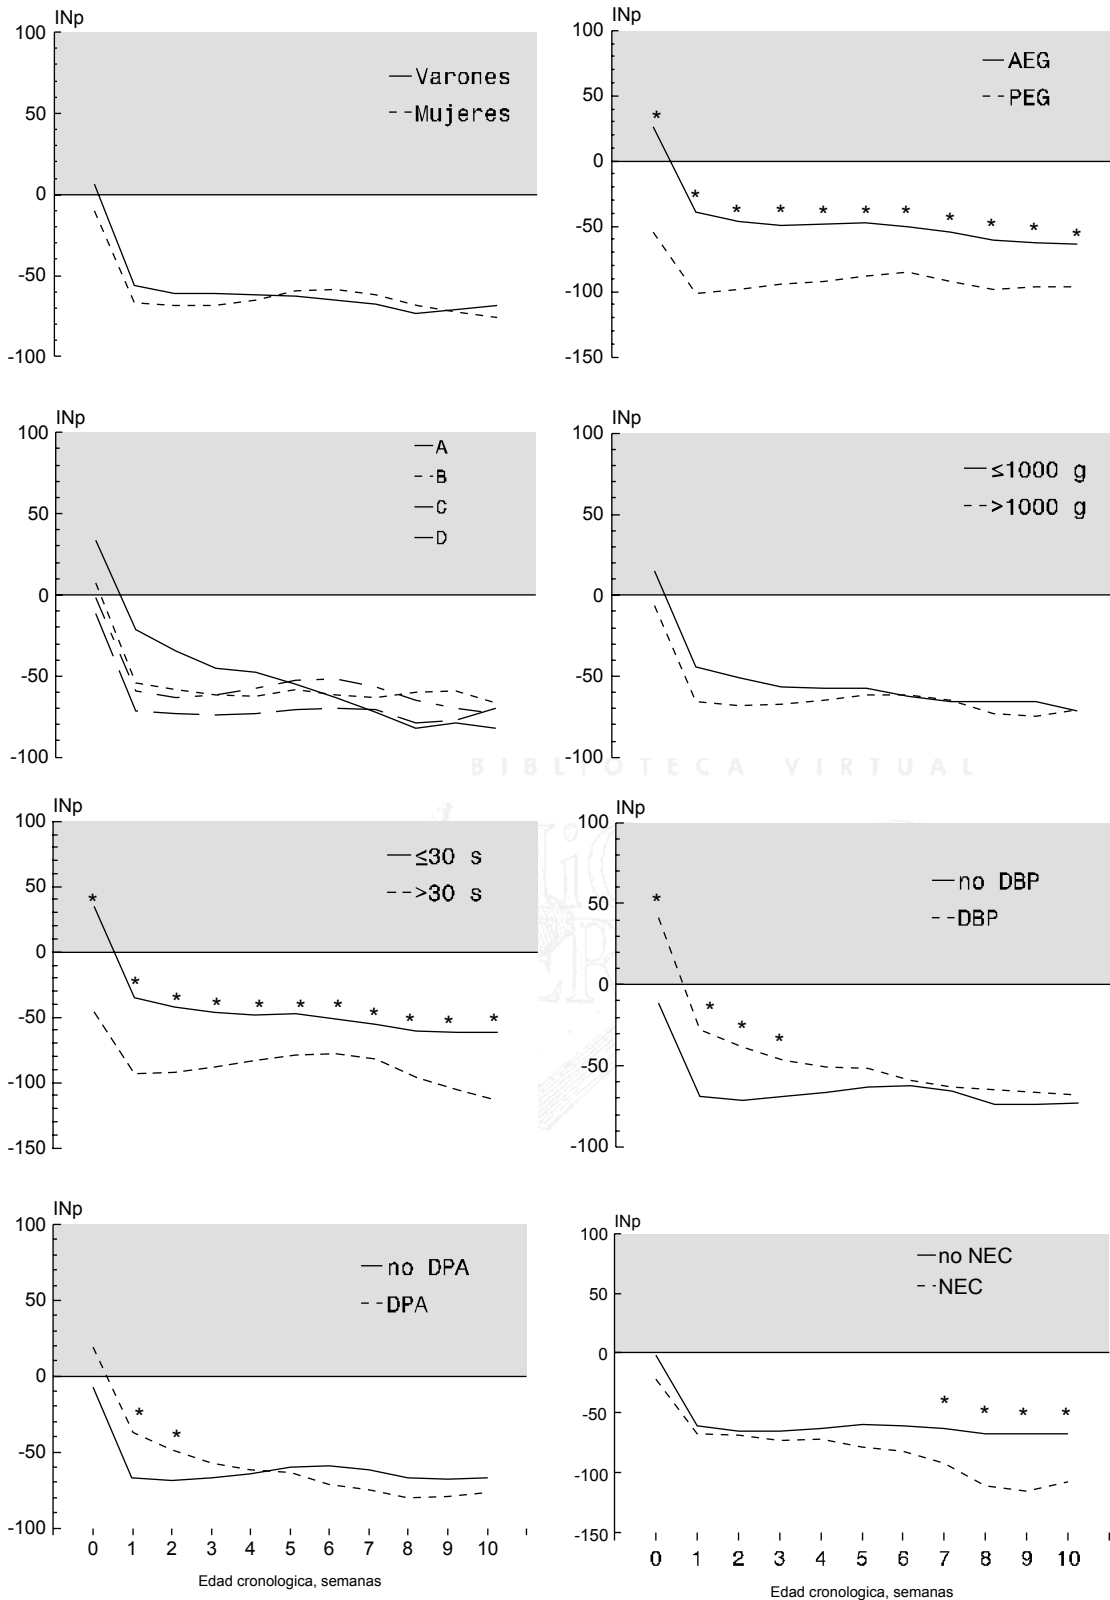 INp
100
50
0
-50
-100
Varones
Mujeres
INp
100
50
0
-50
-100
-150
AEG
PEG
*
* * * * * * * * * *
INp
100
50
0
-50
-100
A
B
C
D
INp
100
50
0
-50
-100
≤1000 g
>1000 g
BIBLIOTECA VIRTUAL
INp
100
50
0
-50
-100
-150
≤30 s
>30 s
*
* * * * * * * * * *
INp
100
50
0
-50
-100
no DBP
DBP
*
* * *
INp
100
50
0
-50
-100
no DPA
DPA
* *
0 1 2 3 4 5 6 7 8 9 10
Edad cronologica, semanas
INp
100
50
0
-50
-100
-150
no NEC
NEC
* * * *
0 1 2 3 4 5 6 7 8 9 10
Edad cronologica, semanas